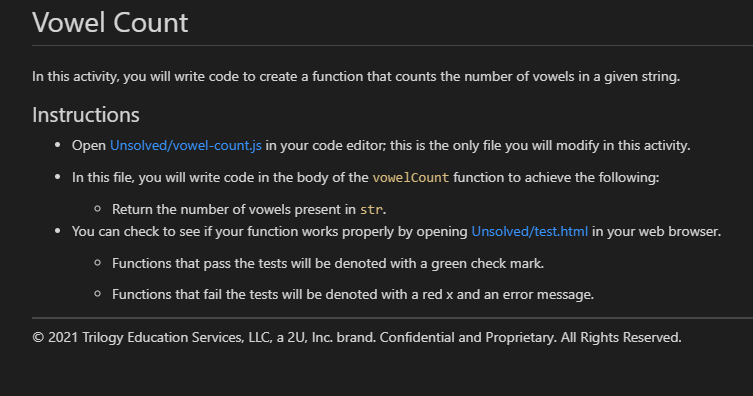 Vowel Count
In this activity, you will write code to create a function that counts the number of vowels in a given string.
Instructions
• Open Unsolved/vowel-count.js in your code editor; this is the only file you will modify in this activity.
• In this file, you will write code in the body of the vowelCount function to achieve the following:
◦ Return the number of vowels present in str.
• You can check to see if your function works properly by opening Unsolved/test.html in your web browser.
◦ Functions that pass the tests will be denoted with a green check mark.
◦ Functions that fail the tests will be denoted with a red x and an error message.
© 2021 Trilogy Education Services, LLC, a 2U, Inc. brand. Confidential and Proprietary. All Rights Reserved.